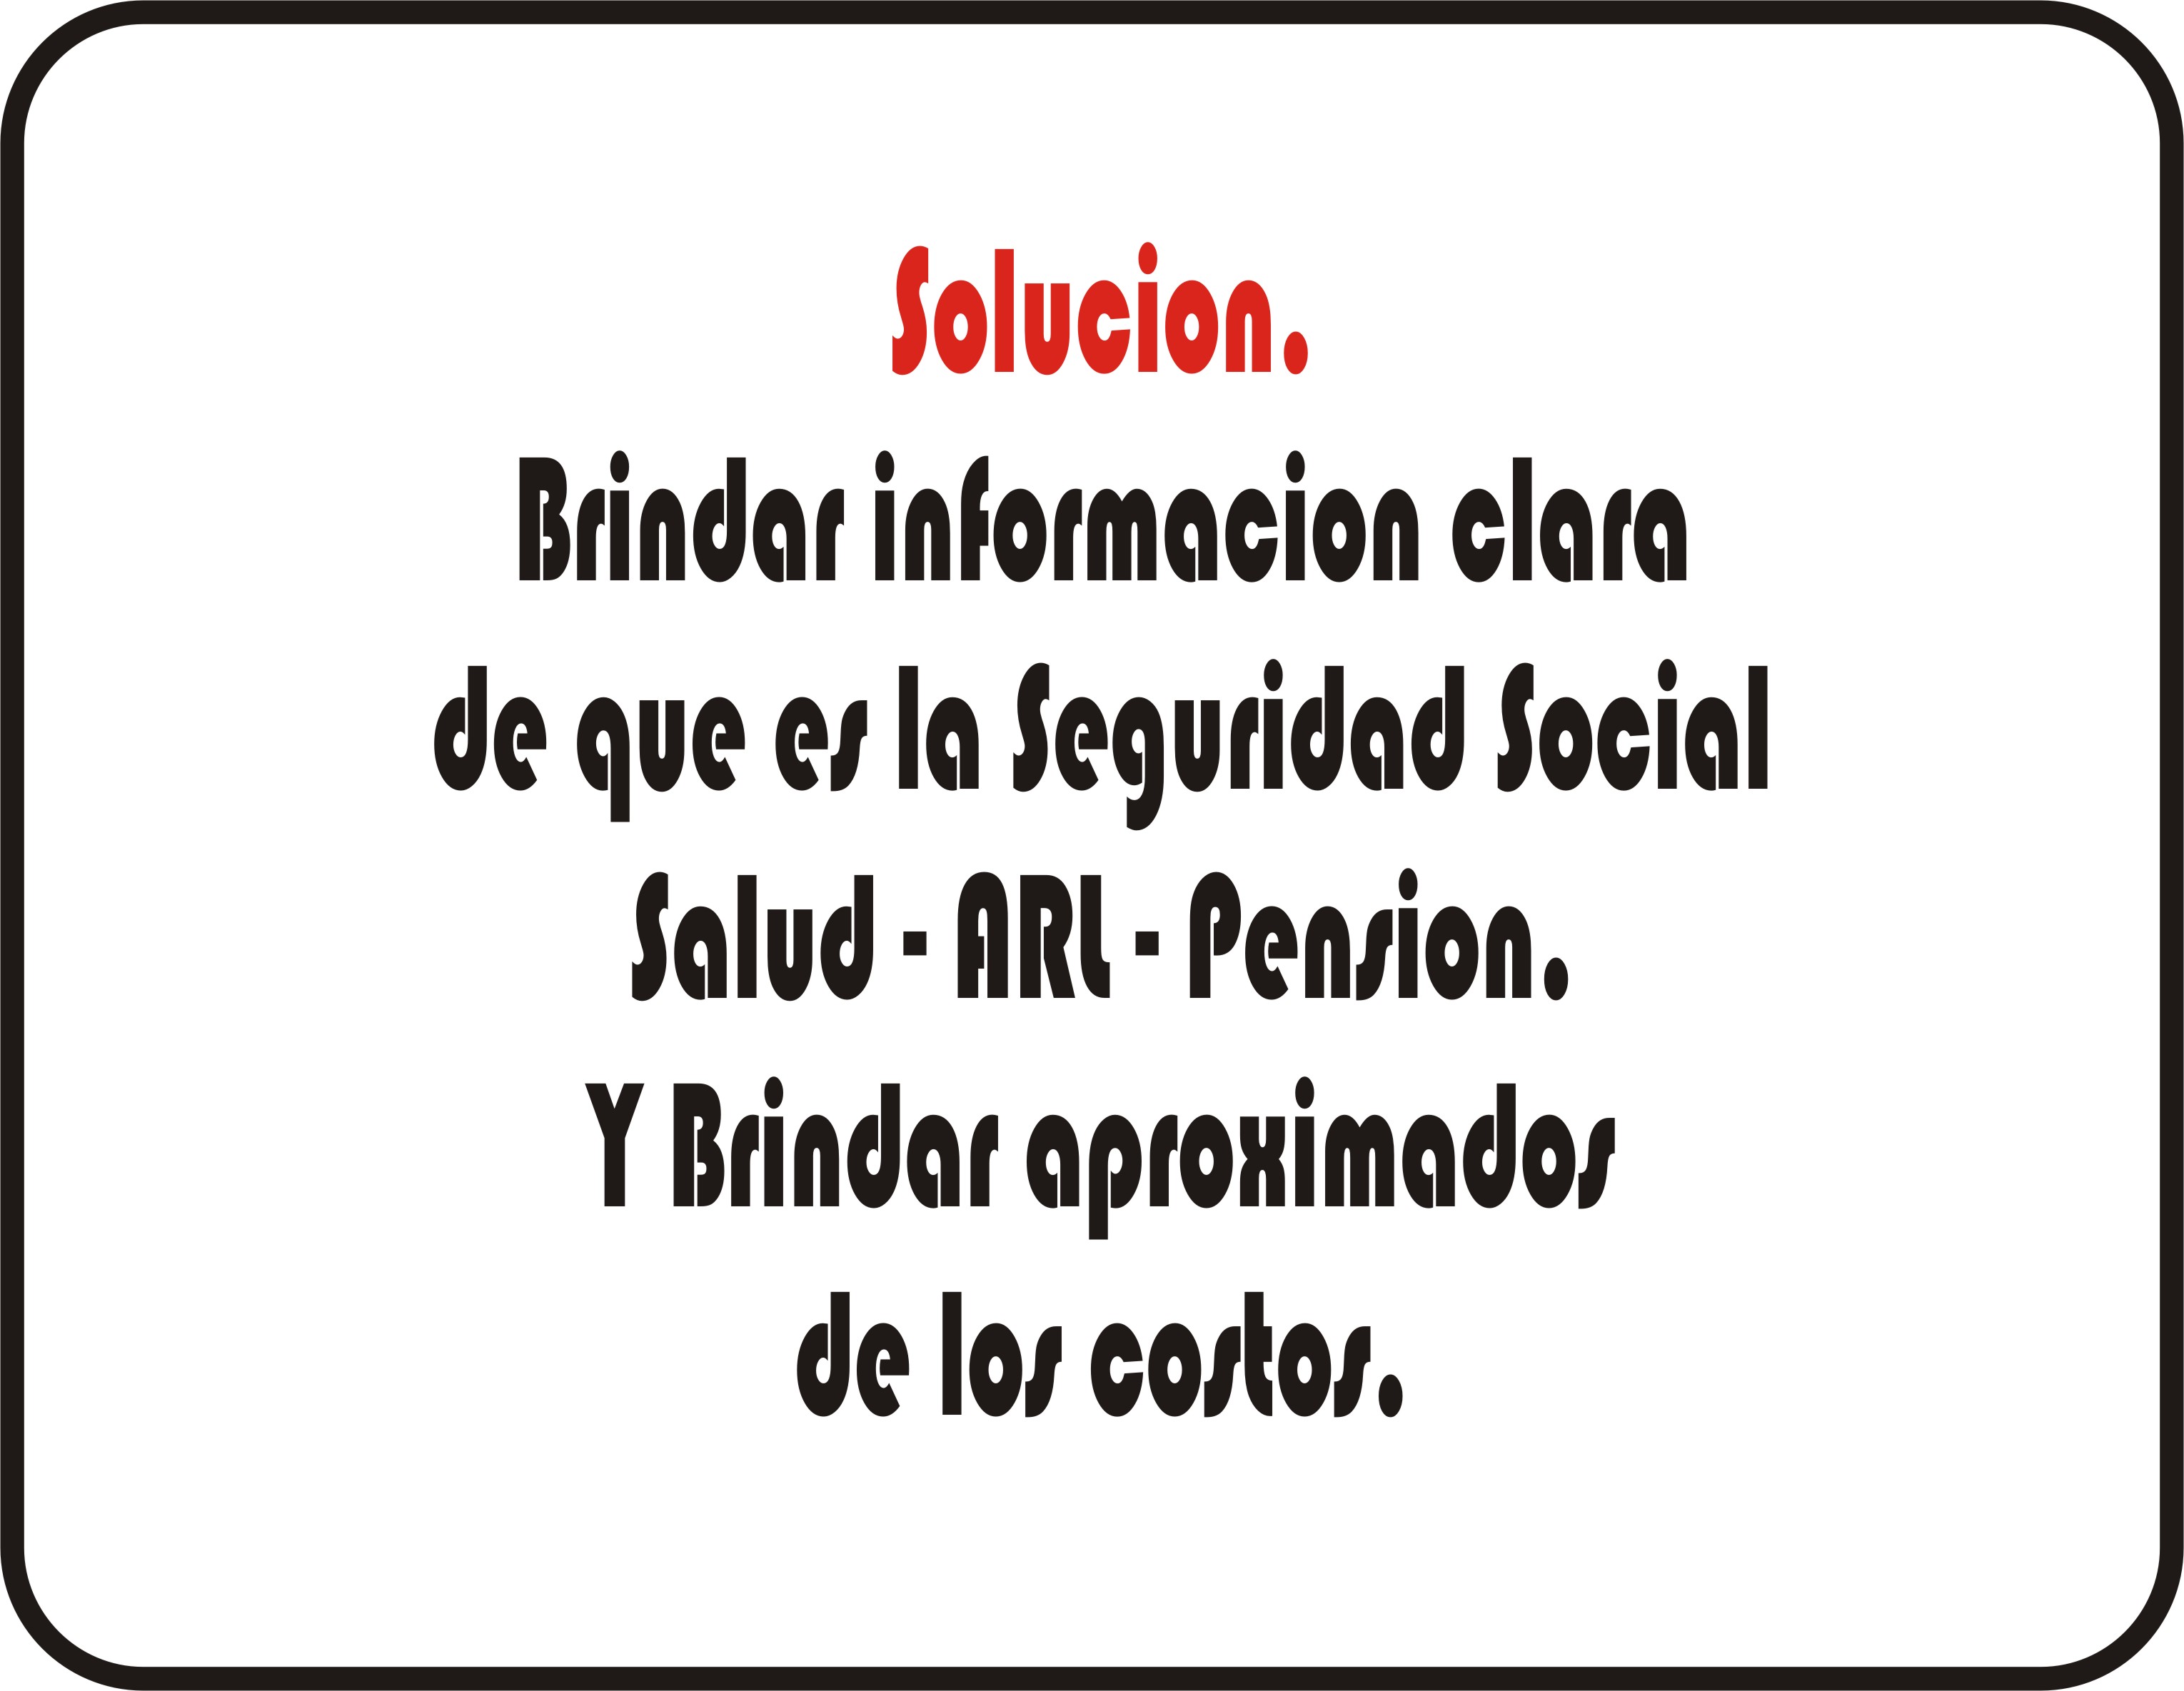 Solucion.
Brindar informacion clara
de que es la Seguridad Social
Salud - ARL - Pension.
Y Brindar aproximados
de los costos.